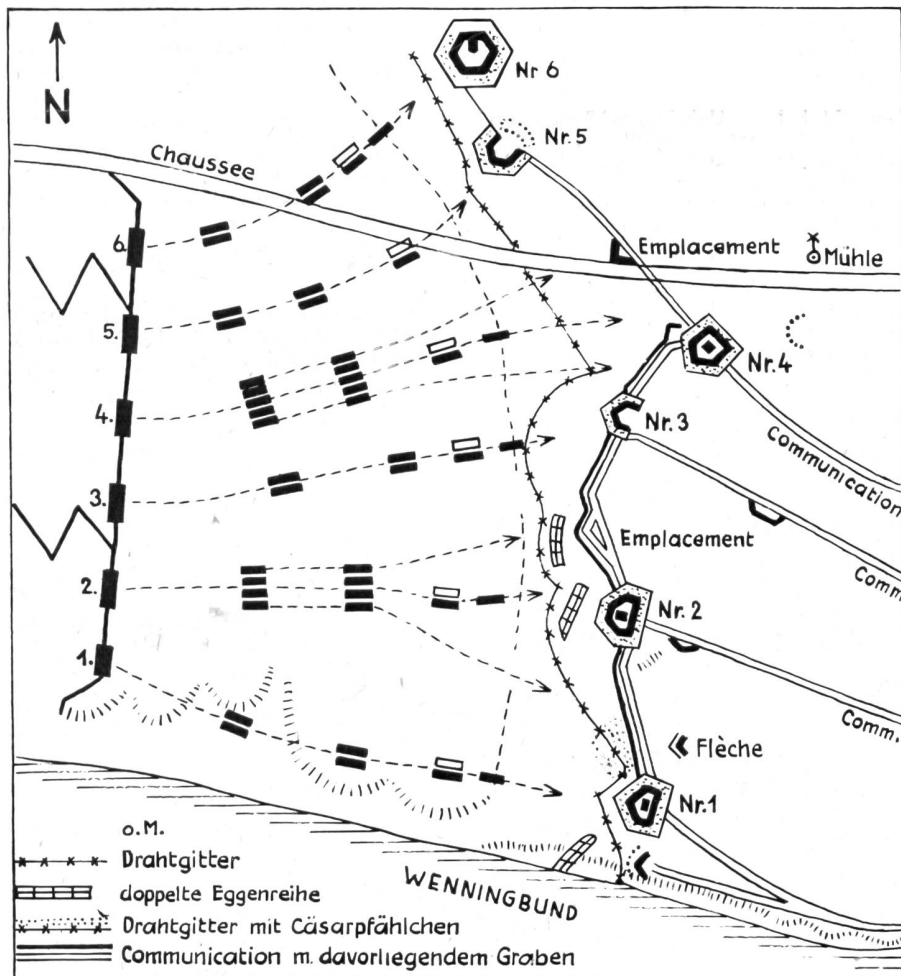 N
Nr 6
Nr.5
Chaussee
6.
Emplacement
Mühle
5.
Nr.4
4.
Nr.3
Communication
3.
Emplacement
Comm.
2.
Nr.2
1.
Comm.
Flèche
Nr.1
o.M.
Drahtgitter
WENNINGBUND
doppelte Eggenreihe
Drahtgitter mit Cäsarpfählchen
Communication m. davorliegendem Graben